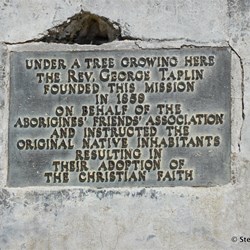 UNDER A TREE GROWING HERE
THE REV. GEORGE TAPLIN
FOUNDED THIS MISSION
IN 1859
ON BEHALF OF THE
ABORIGINES' FRIENDS' ASSOCIATION
AND INSTRUCTED THE
ORIGINAL NATIVE INHABITANTS
RESULTING IN
THEIR ADOPTION OF
THE CHRISTIAN FAITH
© Ste